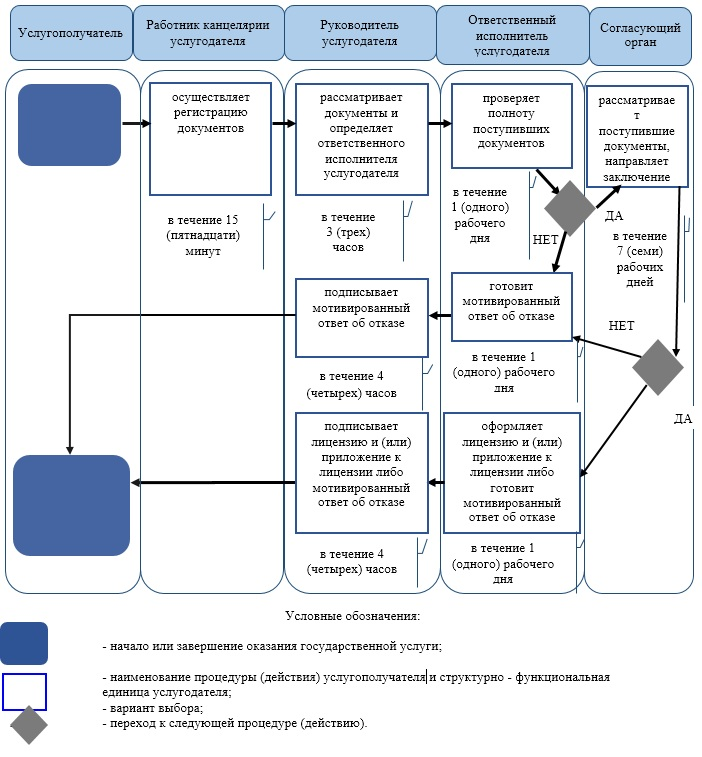 Услугополучатель
Работник канцелярии
услугодателя
Руководитель
услугодателя
Ответственный
исполнитель
услугодателя
Согласующий
орган
осуществляет
регистрацию
документов
рассматривает
документы и
определяет
ответственного
исполнителя
услугодателя
проверяет
полноту
поступивших
документов
рассматривае
т
поступившие
документы,
направляет
заключение
в течение 15
(пятнадцати)
минут
в течение
3 (трех)
часов
в течение
1 (одного)
рабочего
дня
ДА
НЕТ
в течение
7 (семи)
рабочих
дней
подписывает
мотивированный
ответ об отказе
готовит
мотивированный
ответ об отказе
НЕТ
в течение 4
(четырех) часов
в течение 1
(одного) рабочего
дня
ДА
подписывает
лицензию и (или)
приложение к
лицензии либо
мотивированный
ответ об отказе
оформляет
лицензию и (или)
приложение к
лицензии либо
готовит
мотивированный
ответ об отказе
в течение 4
(четырех) часов
в течение 1
(одного) рабочего
дня
Условные обозначения:
- начало или завершение оказания государственной услуги;
- наименование процедуры (действия) услугополучателя и структурно - функциональная
единица услугодателя;
- вариант выбора;
- переход к следующей процедуре (действию).